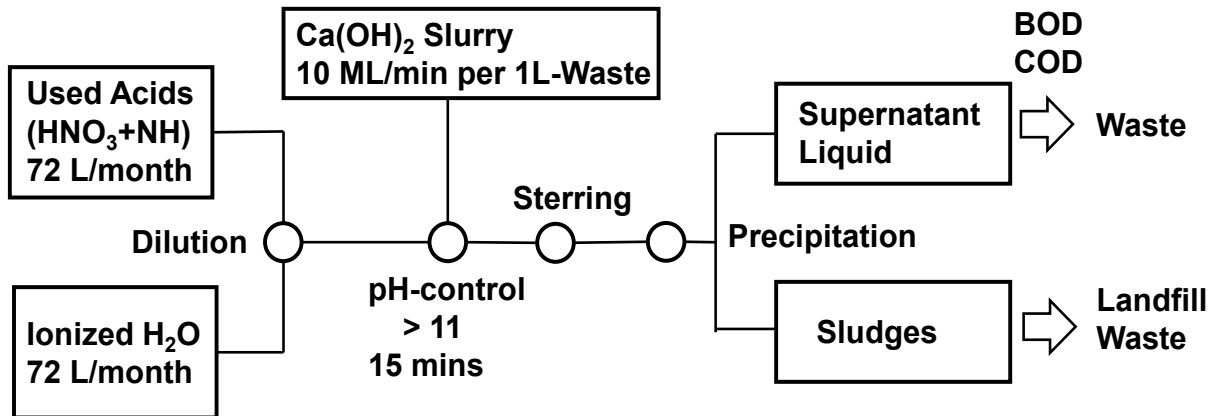 Used Acids
(HNO₃+NH)
72 L/month
Ca(OH)₂ Slurry
10 ML/min per 1L-Waste
BOD
COD
Supernatant
Liquid
Waste
Dilution
Sterring
Precipitation
pH-control
> 11
15 mins
Ionized H₂O
72 L/month
Sludges
Landfill
Waste